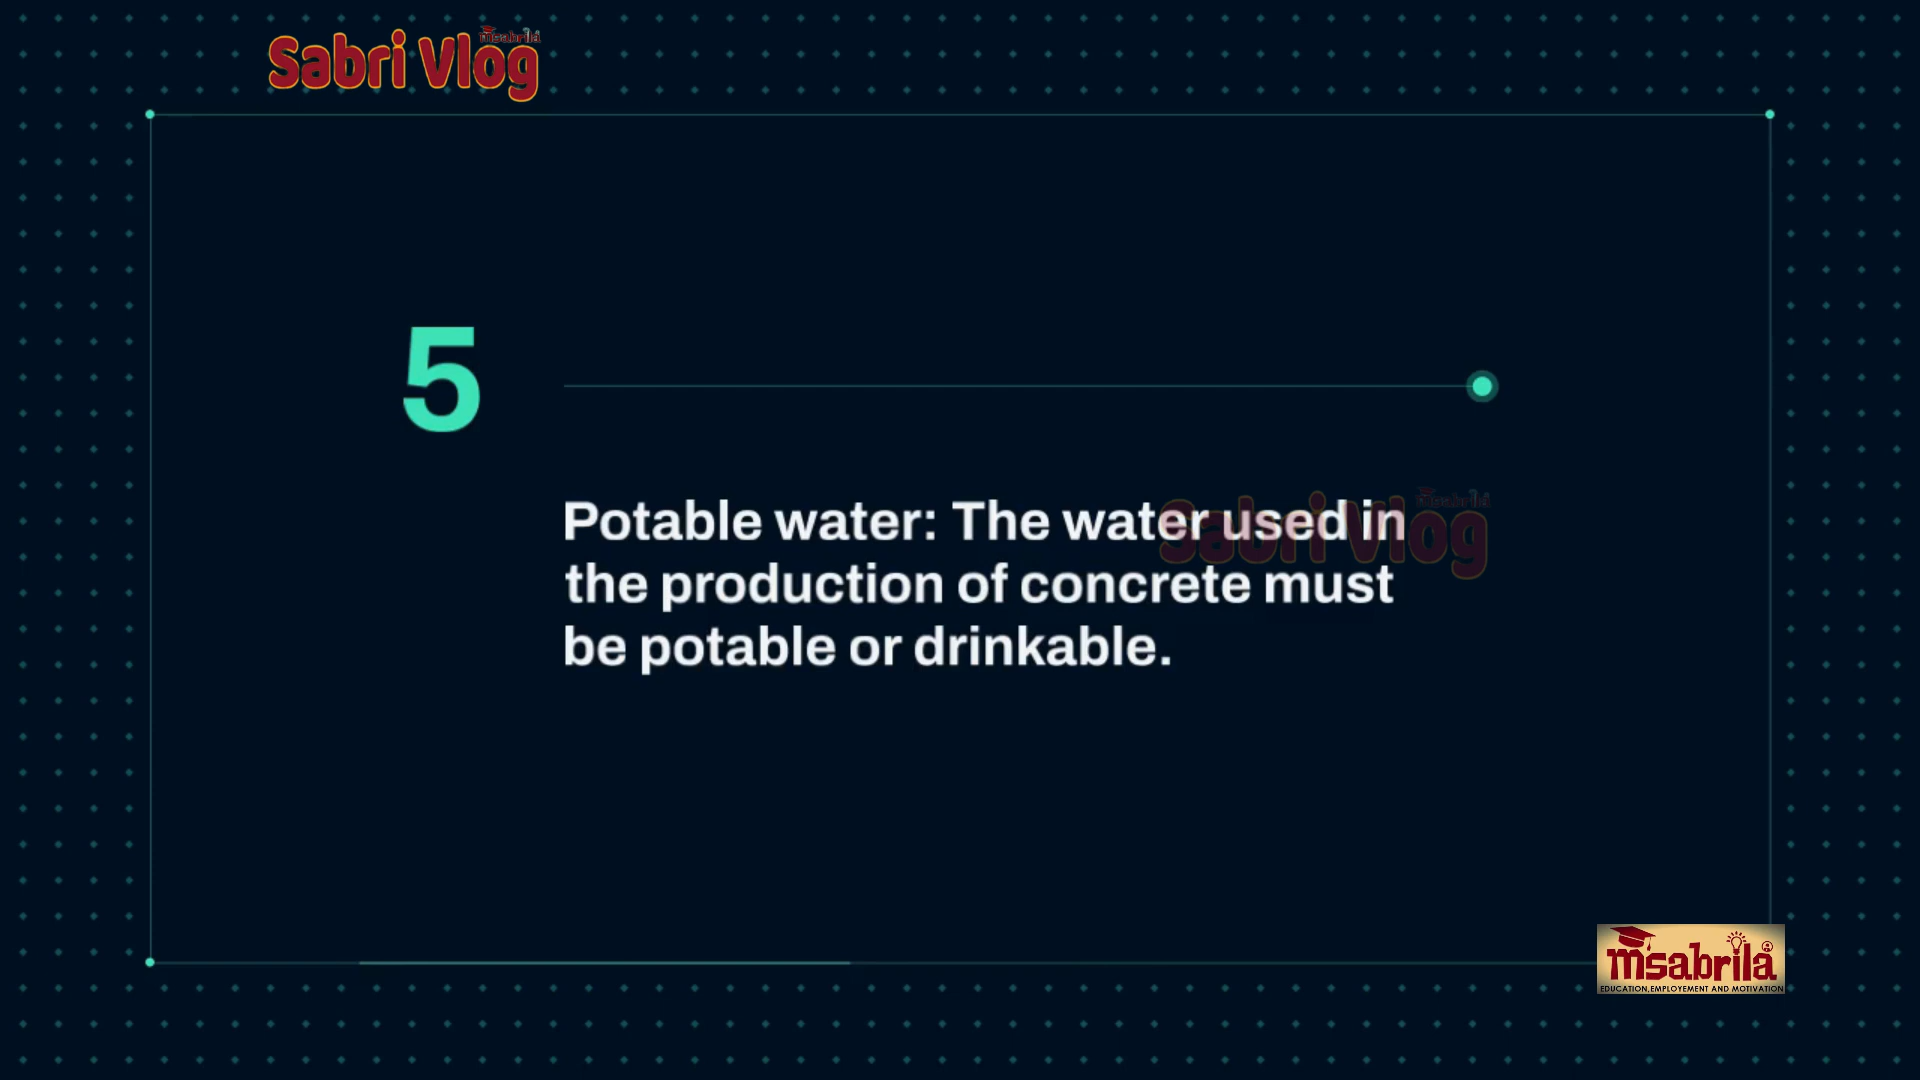 msabrila
Sabri Vlog
5
Potable water: The water used in
the production of concrete must
be potable or drinkable.
msabrila
Sabri Vlog
msabrila
EDUCATION,EMPLOYEMENT AND MOTIVATION